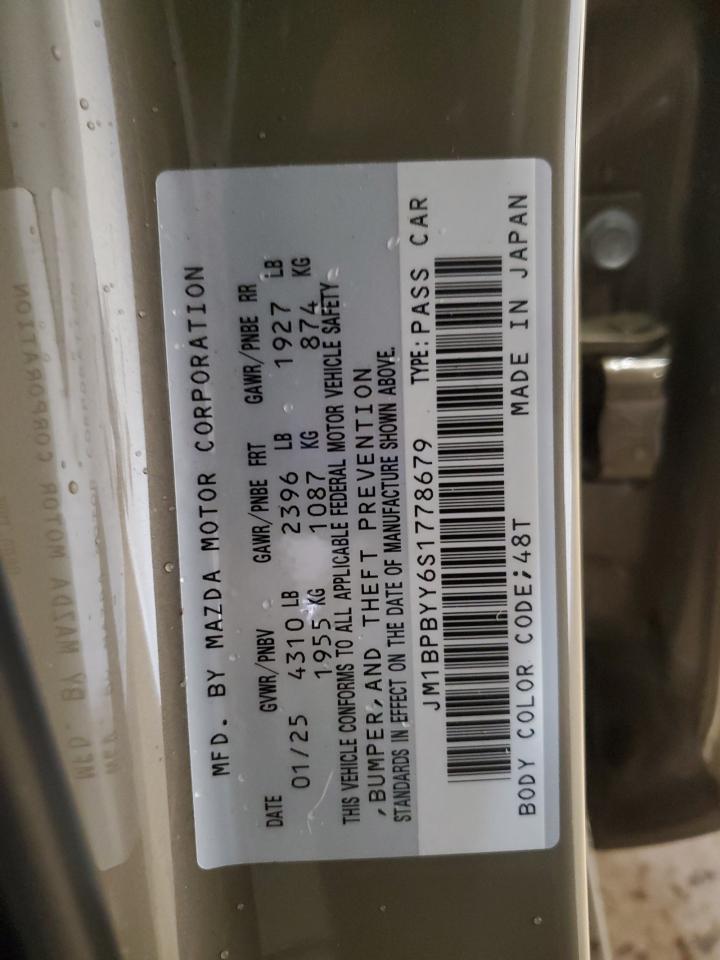 MFD. BY MAZDA MOTOR CORPORATION
DATE GVWR/PNBV GAWR/PNBE FRT GAWR/PNBE RR
01/25 4310 LB 2396 LB 1927 LB
1955 KG 1087 KG 874 KG
THIS VEHICLE CONFORMS TO ALL APPLICABLE FEDERAL MOTOR VEHICLE SAFETY
,BUMPER,AND THEFT PREVENTION
STANDARDS IN EFFECT ON THE DATE OF MANUFACTURE SHOWN ABOVE.
JM1BPBYY6S1778679 TYPE:PASS CAR
BODY COLOR CODE;48T MADE IN JAPAN